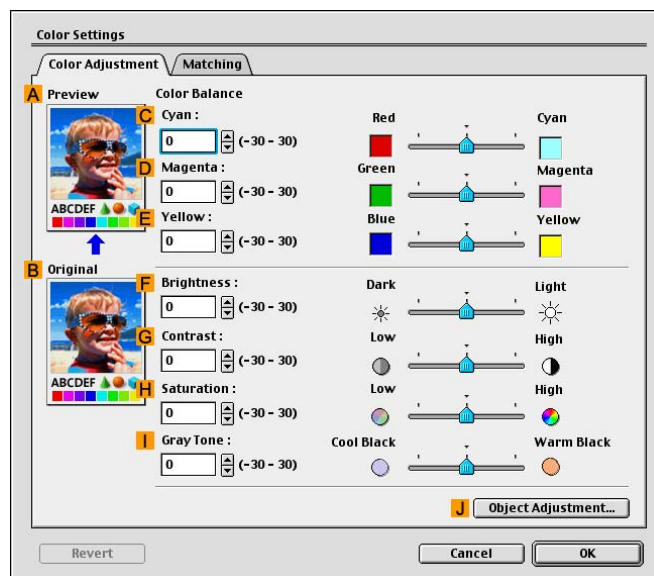 Color Settings
Color Adjustment Matching
A Preview Color Balance
C Cyan : Red Cyan
0 (-30 - 30)
D Magenta : Green Magenta
0 (-30 - 30)
ABCDEF
E Yellow : Blue Yellow
0 (-30 - 30)
B Original
F Brightness : Dark Light
0 (-30 - 30)
G Contrast : Low High
0 (-30 - 30)
ABCDEF
H Saturation : Low High
0 (-30 - 30)
I Gray Tone : Cool Black Warm Black
0 (-30 - 30)
J Object Adjustment...
Revert Cancel OK